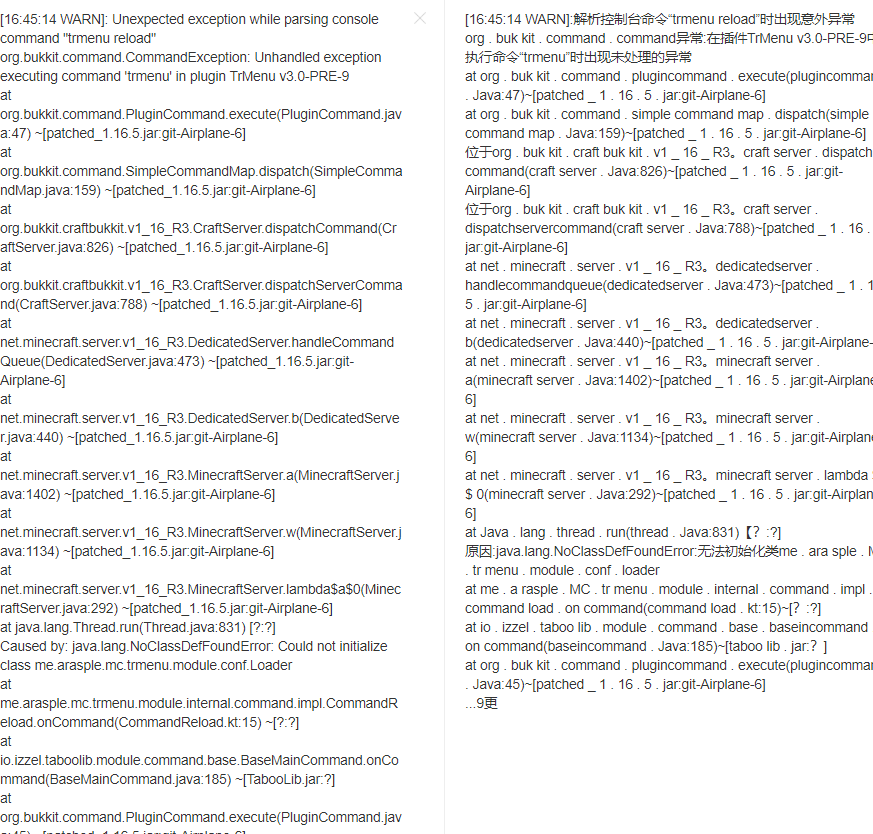 [16:45:14 WARN]: Unexpected exception while parsing console
command "trmenu reload"
org.bukkit.command.CommandException: Unhandled exception
executing command 'trmenu' in plugin TrMenu v3.0-PRE-9
at
org.bukkit.command.PluginCommand.execute(PluginCommand.jav
a:47) ~[patched_1.16.5.jar:git-Airplane-6]
at
org.bukkit.command.SimpleCommandMap.dispatch(SimpleComma
ndMap.java:159) ~[patched_1.16.5.jar:git-Airplane-6]
at
org.bukkit.craftbukkit.v1_16_R3.CraftServer.dispatchCommand(Cr
aftServer.java:826) ~[patched_1.16.5.jar:git-Airplane-6]
at
org.bukkit.craftbukkit.v1_16_R3.CraftServer.dispatchServerComma
nd(CraftServer.java:788) ~[patched_1.16.5.jar:git-Airplane-6]
at
net.minecraft.server.v1_16_R3.DedicatedServer.handleCommand
Queue(DedicatedServer.java:473) ~[patched_1.16.5.jar:git-
Airplane-6]
at
net.minecraft.server.v1_16_R3.DedicatedServer.b(DedicatedServe
r.java:440) ~[patched_1.16.5.jar:git-Airplane-6]
at
net.minecraft.server.v1_16_R3.MinecraftServer.a(MinecraftServer.j
ava:1402) ~[patched_1.16.5.jar:git-Airplane-6]
at
net.minecraft.server.v1_16_R3.MinecraftServer.w(MinecraftServer.j
ava:1134) ~[patched_1.16.5.jar:git-Airplane-6]
at
net.minecraft.server.v1_16_R3.MinecraftServer.lambda$a$0(Minec
raftServer.java:292) ~[patched_1.16.5.jar:git-Airplane-6]
at java.lang.Thread.run(Thread.java:831) [?:?]
Caused by: java.lang.NoClassDefFoundError: Could not initialize
class me.arasple.mc.trmenu.module.conf.Loader
at
me.arasple.mc.trmenu.module.internal.command.impl.CommandR
eload.onCommand(CommandReload.kt:15) ~[?:?]
at
io.izzel.taboolib.module.command.base.BaseMainCommand.onCo
mmand(BaseMainCommand.java:185) ~[TabooLib.jar:?]
at
org.bukkit.command.PluginCommand.execute(PluginCommand.jav
a:45) ~[patched_1.16.5.jar:git-Airplane-6]
[16:45:14 WARN]:解析控制台命令“trmenu reload”时出现意外异常
org . buk kit . command . command异常:在插件TrMenu v3.0-PRE-9中
执行命令“trmenu”时出现未处理的异常
at org . buk kit . command . plugincommand . execute(plugincomman
. Java:47)~[patched _ 1 . 16 . 5 . jar:git-Airplane-6]
at org . buk kit . command . simple command map . dispatch(simple
command map . Java:159)~[patched _ 1 . 16 . 5 . jar:git-Airplane-6]
位于org . buk kit . craft buk kit . v1 _ 16 _ R3。craft server . dispatch
command(craft server . Java:826)~[patched _ 1 . 16 . 5 . jar:git-
Airplane-6]
位于org . buk kit . craft buk kit . v1 _ 16 _ R3。craft server .
dispatchservercommand(craft server . Java:788)~[patched _ 1 . 16 .
jar:git-Airplane-6]
at net . minecraft . server . v1 _ 16 _ R3。dedicatedserver .
handlecommandqueue(dedicatedserver . Java:473)~[patched _ 1 . 1
5 . jar:git-Airplane-6]
at net . minecraft . server . v1 _ 16 _ R3。dedicatedserver .
b(dedicatedserver . Java:440)~[patched _ 1 . 16 . 5 . jar:git-Airplane-
at net . minecraft . server . v1 _ 16 _ R3。minecraft server .
a(minecraft server . Java:1402)~[patched _ 1 . 16 . 5 . jar:git-Airplane
6]
at net . minecraft . server . v1 _ 16 _ R3。minecraft server .
w(minecraft server . Java:1134)~[patched _ 1 . 16 . 5 . jar:git-Airplane
6]
at net . minecraft . server . v1 _ 16 _ R3。minecraft server . lambda $
$ 0(minecraft server . Java:292)~[patched _ 1 . 16 . 5 . jar:git-Airplan
6]
at Java . lang . thread . run(thread . Java:831)【？:?]
原因:java.lang.NoClassDefFoundError:无法初始化类me . ara sple . M
. tr menu . module . conf . loader
at me . a rasple . MC . tr menu . module . internal . command . impl .
command load . on command(command load . kt:15)~[？:?]
at io . izzel . taboo lib . module . command . base . baseincommand
on command(baseincommand . Java:185)~[taboo lib . jar:？]
at org . buk kit . command . plugincommand . execute(plugincomman
. Java:45)~[patched _ 1 . 16 . 5 . jar:git-Airplane-6]
...9更